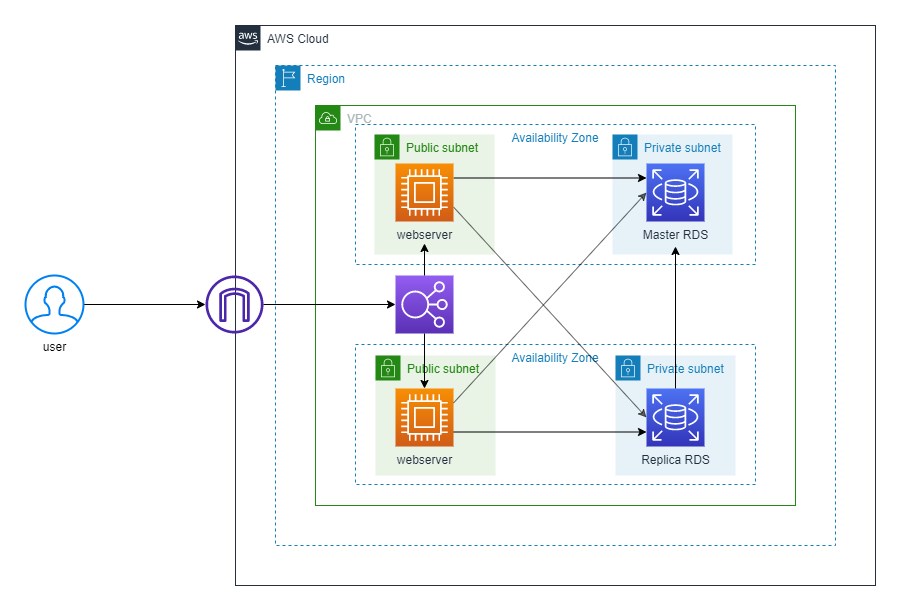 aws
AWS Cloud
Region
VPC
Availability Zone
Public subnet
Private subnet
webserver
Master RDS
user
Availability Zone
Public subnet
Private subnet
webserver
Replica RDS